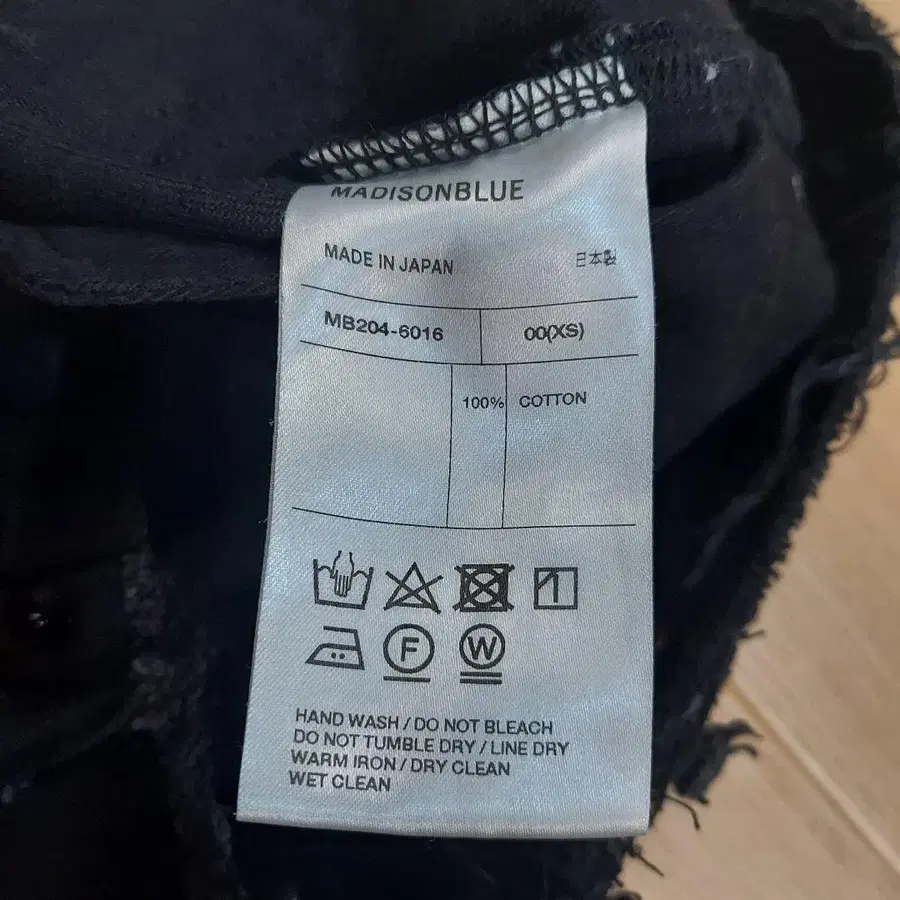 MADISONBLUE
MADE IN JAPAN 日本製
MB204-6016 00(XS)
100% COTTON
F W
HAND WASH / DO NOT BLEACH
DO NOT TUMBLE DRY / LINE DRY
WARM IRON / DRY CLEAN
WET CLEAN